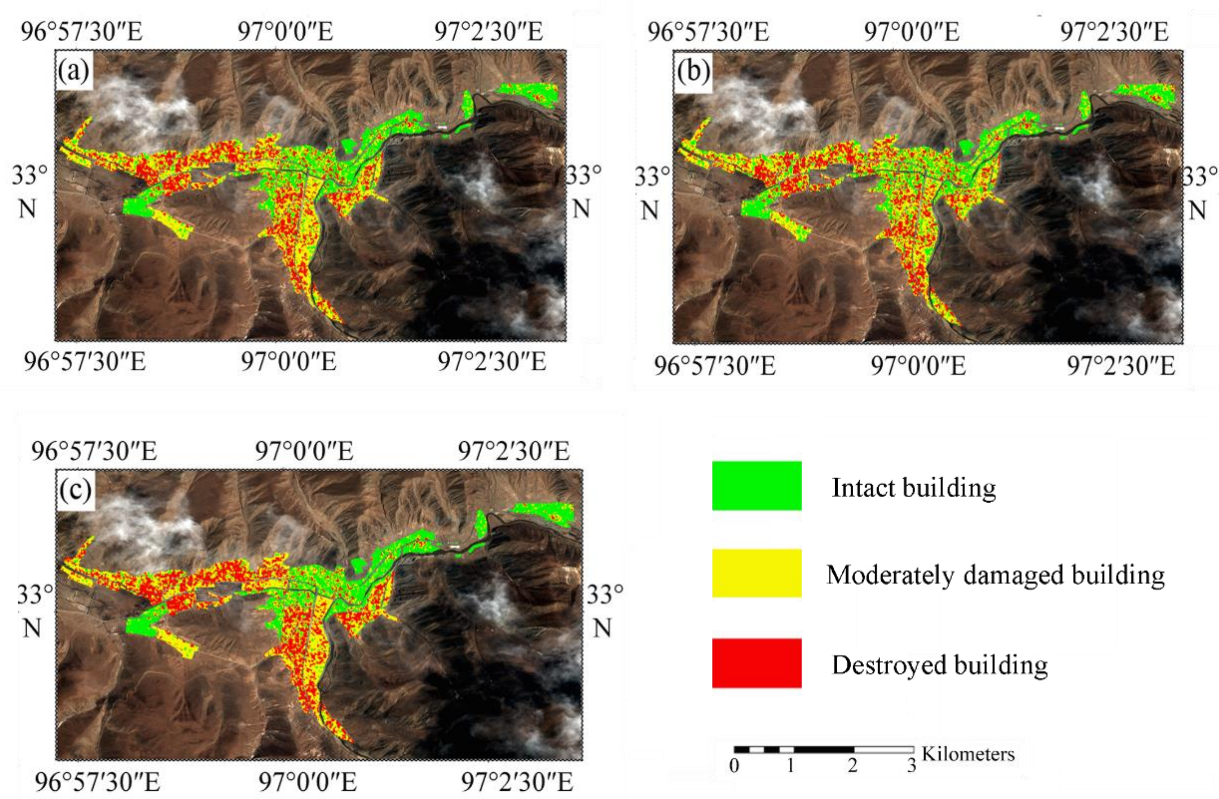 96°57′30″E 97°0′0″E 97°2′30″E
96°57′30″E 97°0′0″E 97°2′30″E
(a)
(b)
33°
N
33°
N
33°
N
33°
N
96°57′30″E 97°0′0″E 97°2′30″E
96°57′30″E 97°0′0″E 97°2′30″E
96°57′30″E 97°0′0″E 97°2′30″E
(c)
33°
N
33°
N
96°57′30″E 97°0′0″E 97°2′30″E
Intact building
Moderately damaged building
Destroyed building
0 1 2 3 Kilometers